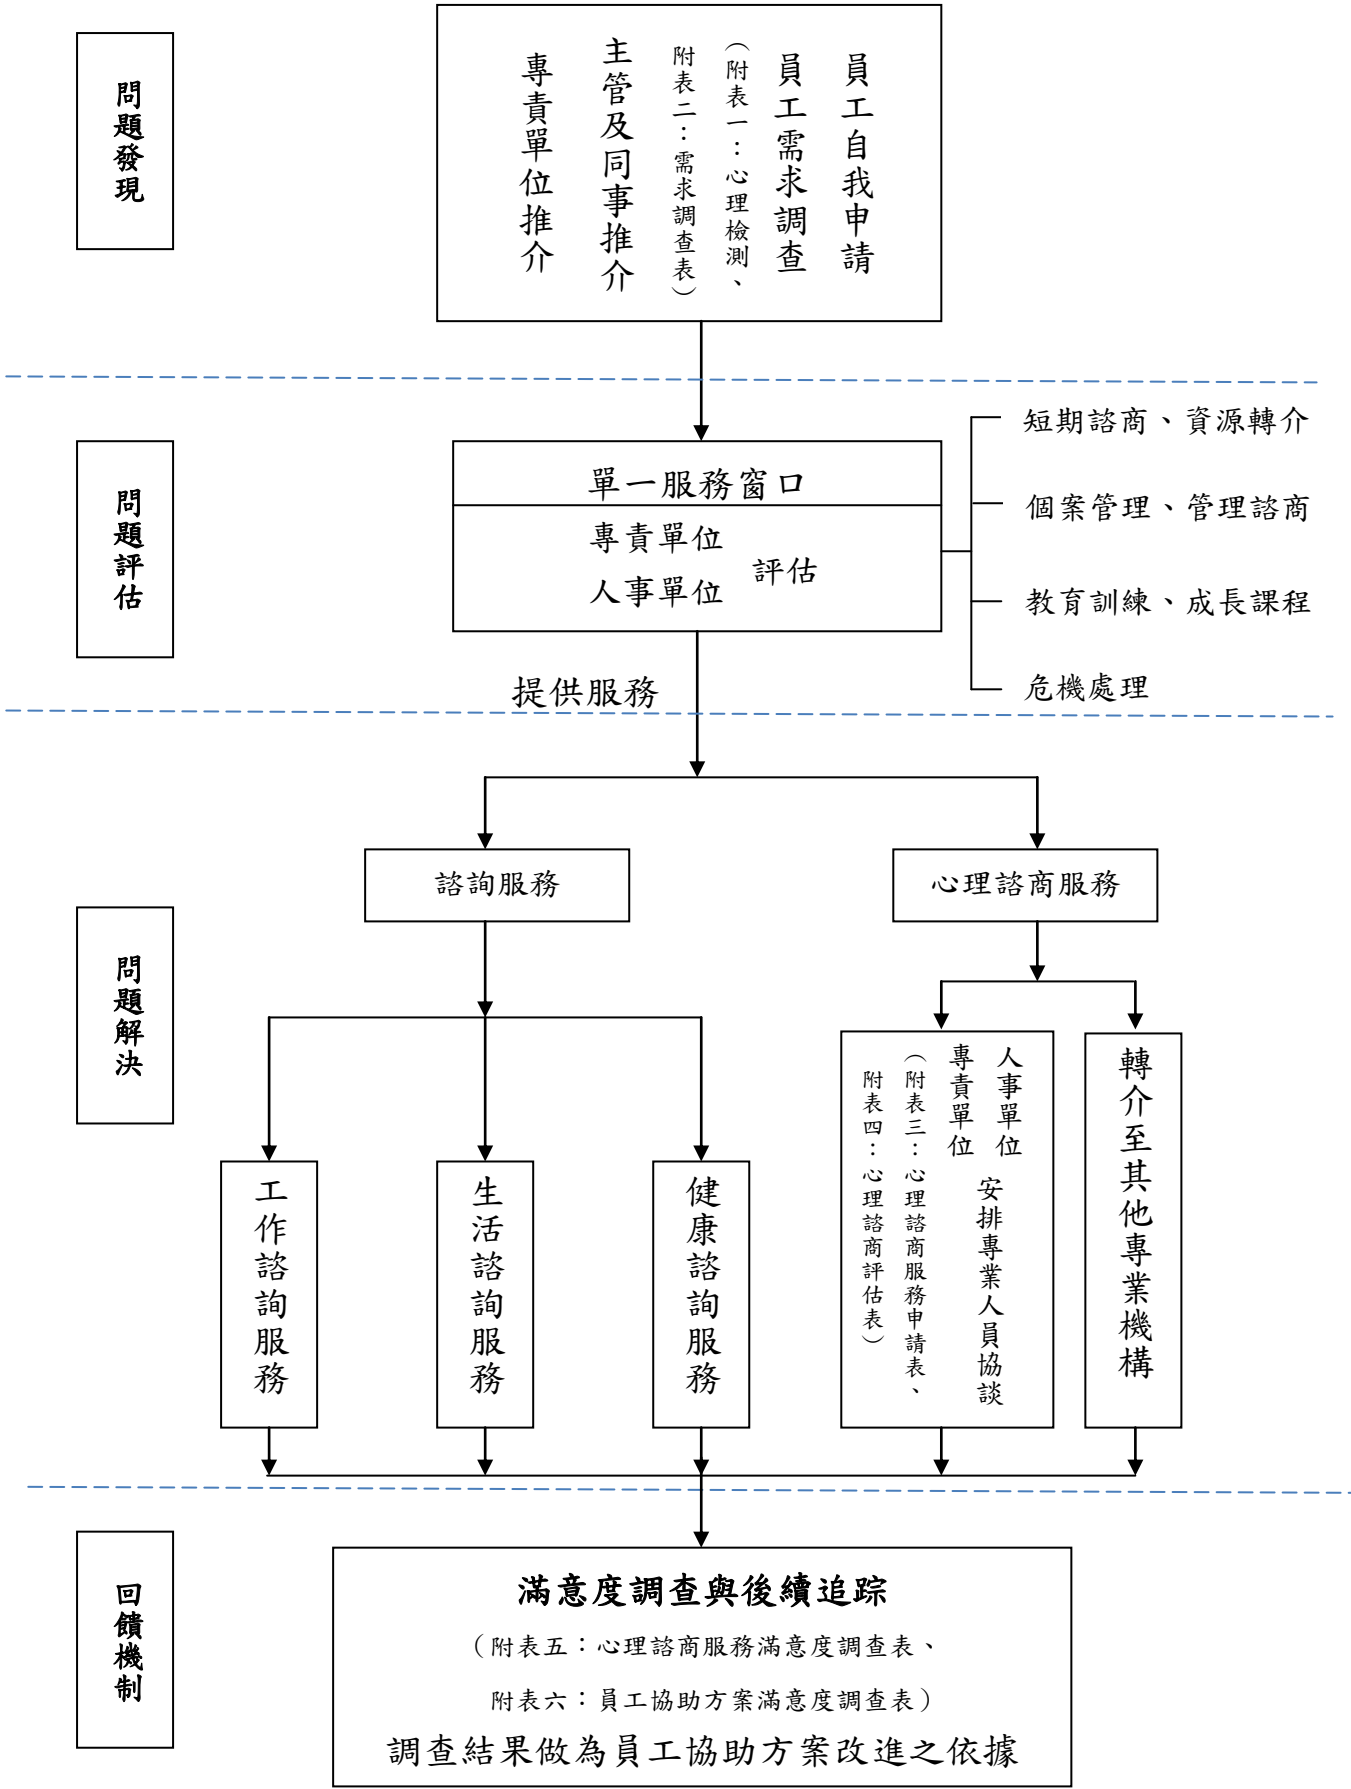 問題發現
員工自我申請
員工需求調查
（附表一：心理檢測、
附表二：需求調查表）
主管及同事推介
專責單位推介
問題評估
單一服務窗口
專責單位
人事單位
評估
短期諮商、資源轉介
個案管理、管理諮商
教育訓練、成長課程
危機處理
提供服務
問題解決
諮詢服務
心理諮商服務
工作諮詢服務
生活諮詢服務
健康諮詢服務
人事單位
專責單位
安排專業人員協談
（附表三：心理諮商服務申請表、
附表四：心理諮商評估表）
轉介至其他專業機構
回饋機制
滿意度調查與後續追踪
（附表五：心理諮商服務滿意度調查表、
附表六：員工協助方案滿意度調查表）
調查結果做為員工協助方案改進之依據